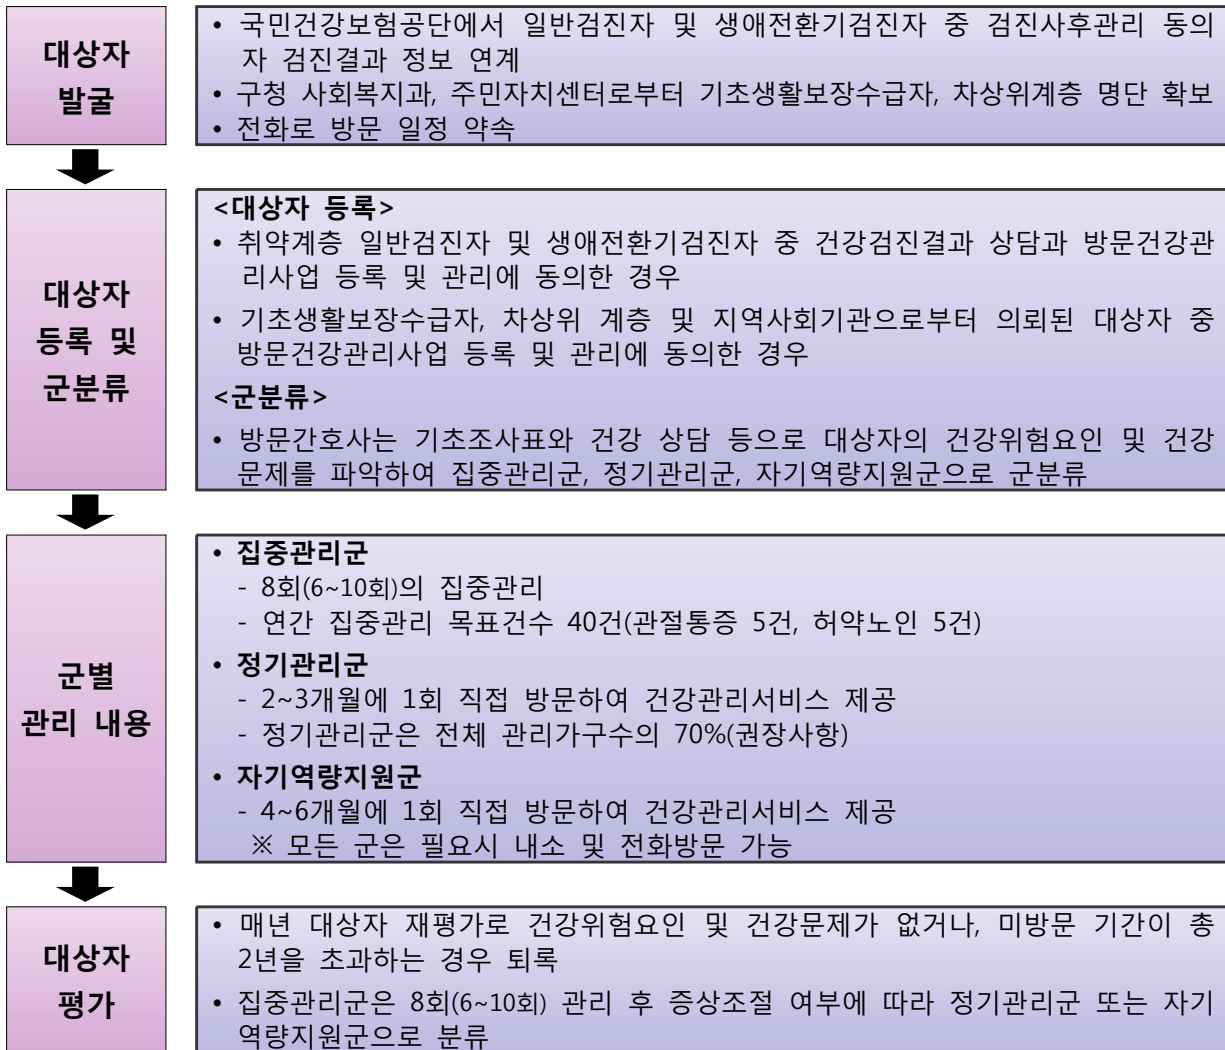 대상자
발굴
• 국민건강보험공단에서 일반검진자 및 생애전환기검진자 중 검진사후관리 동의
자 검진결과 정보 연계
• 구청 사회복지과, 주민자치센터로부터 기초생활보장수급자, 차상위계층 명단 확보
• 전화로 방문 일정 약속
대상자
등록 및
군분류
<대상자 등록>
• 취약계층 일반검진자 및 생애전환기검진자 중 건강검진결과 상담과 방문건강관
리사업 등록 및 관리에 동의한 경우
• 기초생활보장수급자, 차상위 계층 및 지역사회기관으로부터 의뢰된 대상자 중
방문건강관리사업 등록 및 관리에 동의한 경우
<군분류>
• 방문간호사는 기초조사표와 건강 상담 등으로 대상자의 건강위험요인 및 건강
문제를 파악하여 집중관리군, 정기관리군, 자기역량지원군으로 군분류
군별
관리 내용
• 집중관리군
- 8회(6~10회)의 집중관리
- 연간 집중관리 목표건수 40건(관절통증 5건, 허약노인 5건)
• 정기관리군
- 2~3개월에 1회 직접 방문하여 건강관리서비스 제공
- 정기관리군은 전체 관리가구수의 70%(권장사항)
• 자기역량지원군
- 4~6개월에 1회 직접 방문하여 건강관리서비스 제공
※ 모든 군은 필요시 내소 및 전화방문 가능
대상자
평가
• 매년 대상자 재평가로 건강위험요인 및 건강문제가 없거나, 미방문 기간이 총
2년을 초과하는 경우 퇴록
• 집중관리군은 8회(6~10회) 관리 후 증상조절 여부에 따라 정기관리군 또는 자기
역량지원군으로 분류